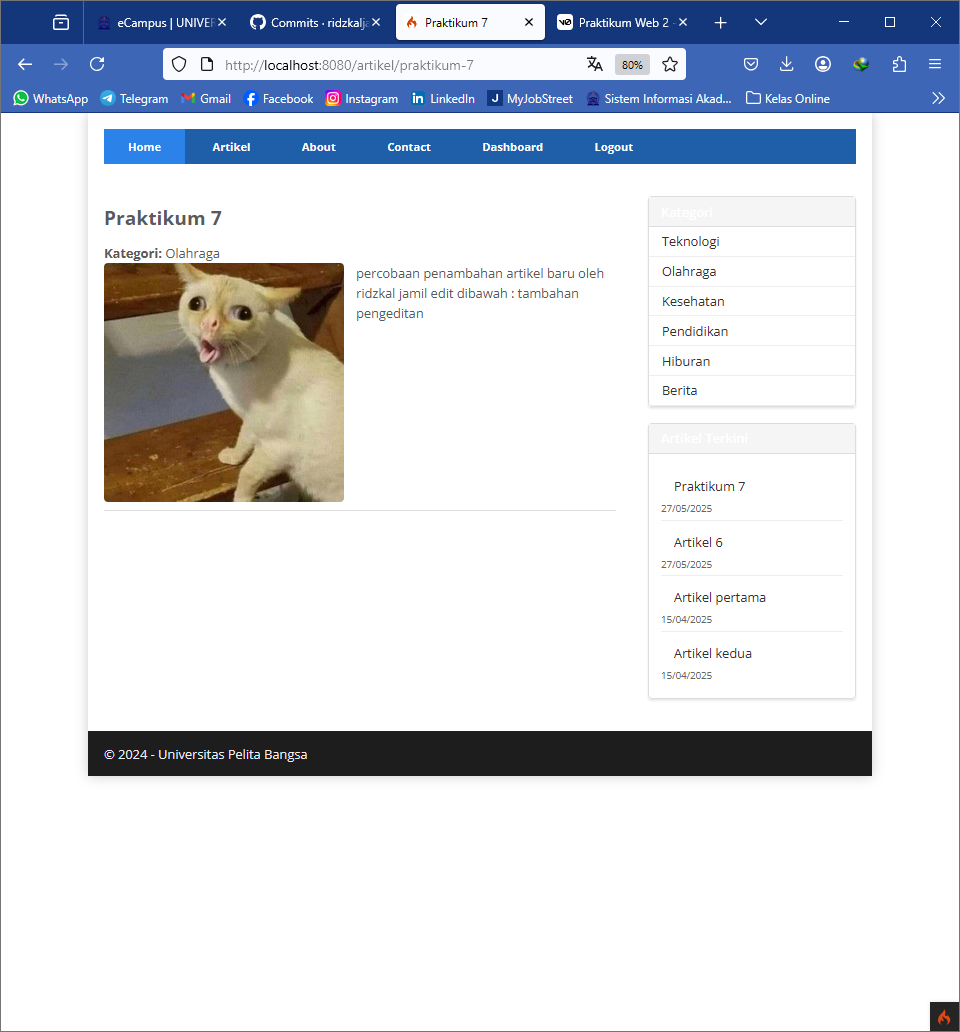 eCampus | UNIVER
Commits · ridzkalja
Praktikum 7
Praktikum Web 2 -
http://localhost:8080/artikel/praktikum-7
80%
WhatsApp
Telegram
Gmail
Facebook
Instagram
LinkedIn
MyJobStreet
Sistem Informasi Akad...
Kelas Online
Home
Artikel
About
Contact
Dashboard
Logout
Praktikum 7
Kategori: Olahraga
percobaan penambahan artikel baru oleh
ridzkal jamil edit dibawah : tambahan
pengeditan
Kategori
Teknologi
Olahraga
Kesehatan
Pendidikan
Hiburan
Berita
Artikel Terkini
Praktikum 7
27/05/2025
Artikel 6
27/05/2025
Artikel pertama
15/04/2025
Artikel kedua
15/04/2025
© 2024 - Universitas Pelita Bangsa